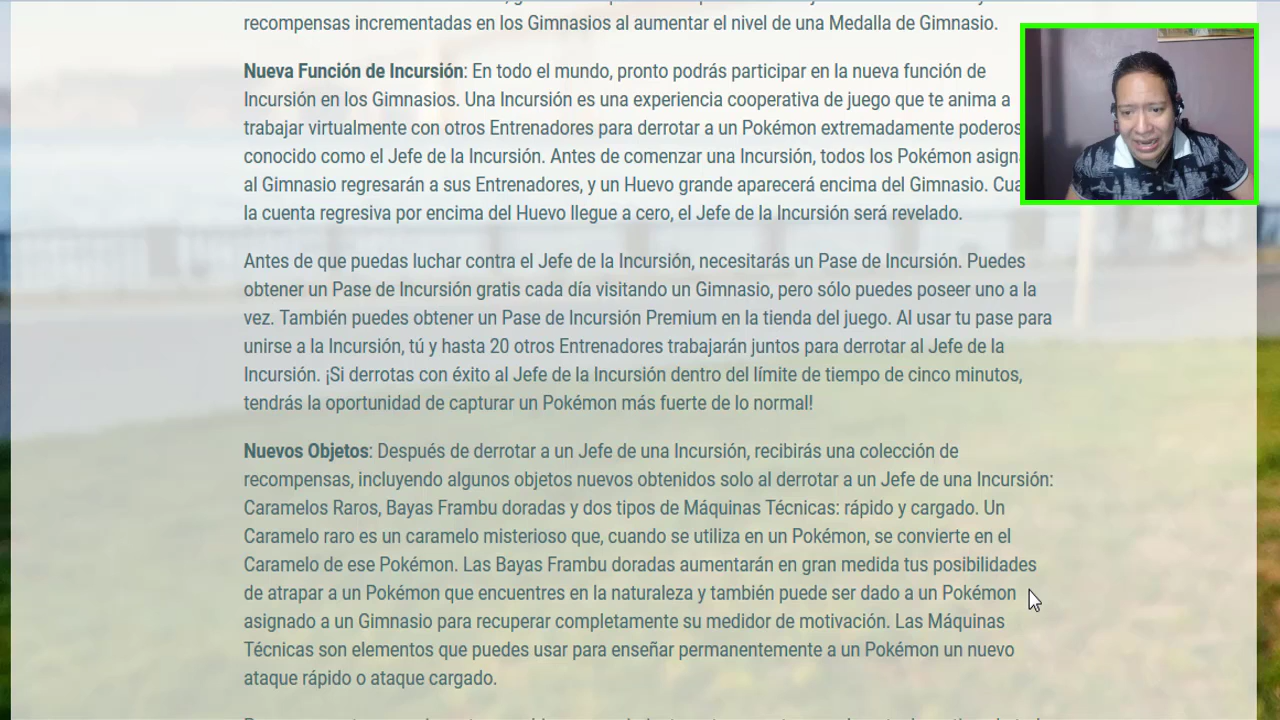 recompensas incrementadas en los Gimnasios al aumentar el nivel de una Medalla de Gimnasio.
Nueva Función de Incursión: En todo el mundo, pronto podrás participar en la nueva función de
Incursión en los Gimnasios. Una Incursión es una experiencia cooperativa de juego que te anima a
trabajar virtualmente con otros Entrenadores para derrotar a un Pokémon extremadamente
conocido como el Jefe de la Incursión. Antes de comenzar una Incursión, todos los Pokémon
al Gimnasio regresarán a sus Entrenadores, y un Huevo grande aparecerá encima del Gimnasio.
la cuenta regresiva por encima del Huevo llegue a cero, el Jefe de la Incursión será revelado.
Antes de que puedas luchar contra el Jefe de la Incursión, necesitarás un Pase de Incursión. Puedes
obtener un Pase de Incursión gratis cada día visitando un Gimnasio, pero sólo puedes poseer uno a la
vez. También puedes obtener un Pase de Incursión Premium en la tienda del juego. Al usar tu pase para
unirse a la Incursión, tú y hasta 20 otros Entrenadores trabajarán juntos para derrotar al Jefe de la
Incursión. ¡Si derrotas con éxito al Jefe de la Incursión dentro del límite de tiempo de cinco minutos,
tendrás la oportunidad de capturar un Pokémon más fuerte de lo normal!
Nuevos Objetos: Después de derrotar a un Jefe de una Incursión, recibirás una colección de
recompensas, incluyendo algunos objetos nuevos obtenidos solo al derrotar a un Jefe de una Incursión:
Caramelos Raros, Bayas Frambu doradas y dos tipos de Máquinas Técnicas: rápido y cargado. Un
Caramelo raro es un caramelo misterioso que, cuando se utiliza en un Pokémon, se convierte en el
Caramelo de ese Pokémon. Las Bayas Frambu doradas aumentarán en gran medida tus posibilidades
de atrapar a un Pokémon que encuentres en la naturaleza y también puede ser dado a un Pokémon
asignado a un Gimnasio para recuperar completamente su medidor de motivación. Las Máquinas
Técnicas son elementos que puedes usar para enseñar permanentemente a un Pokémon un nuevo
ataque rápido o ataque cargado.